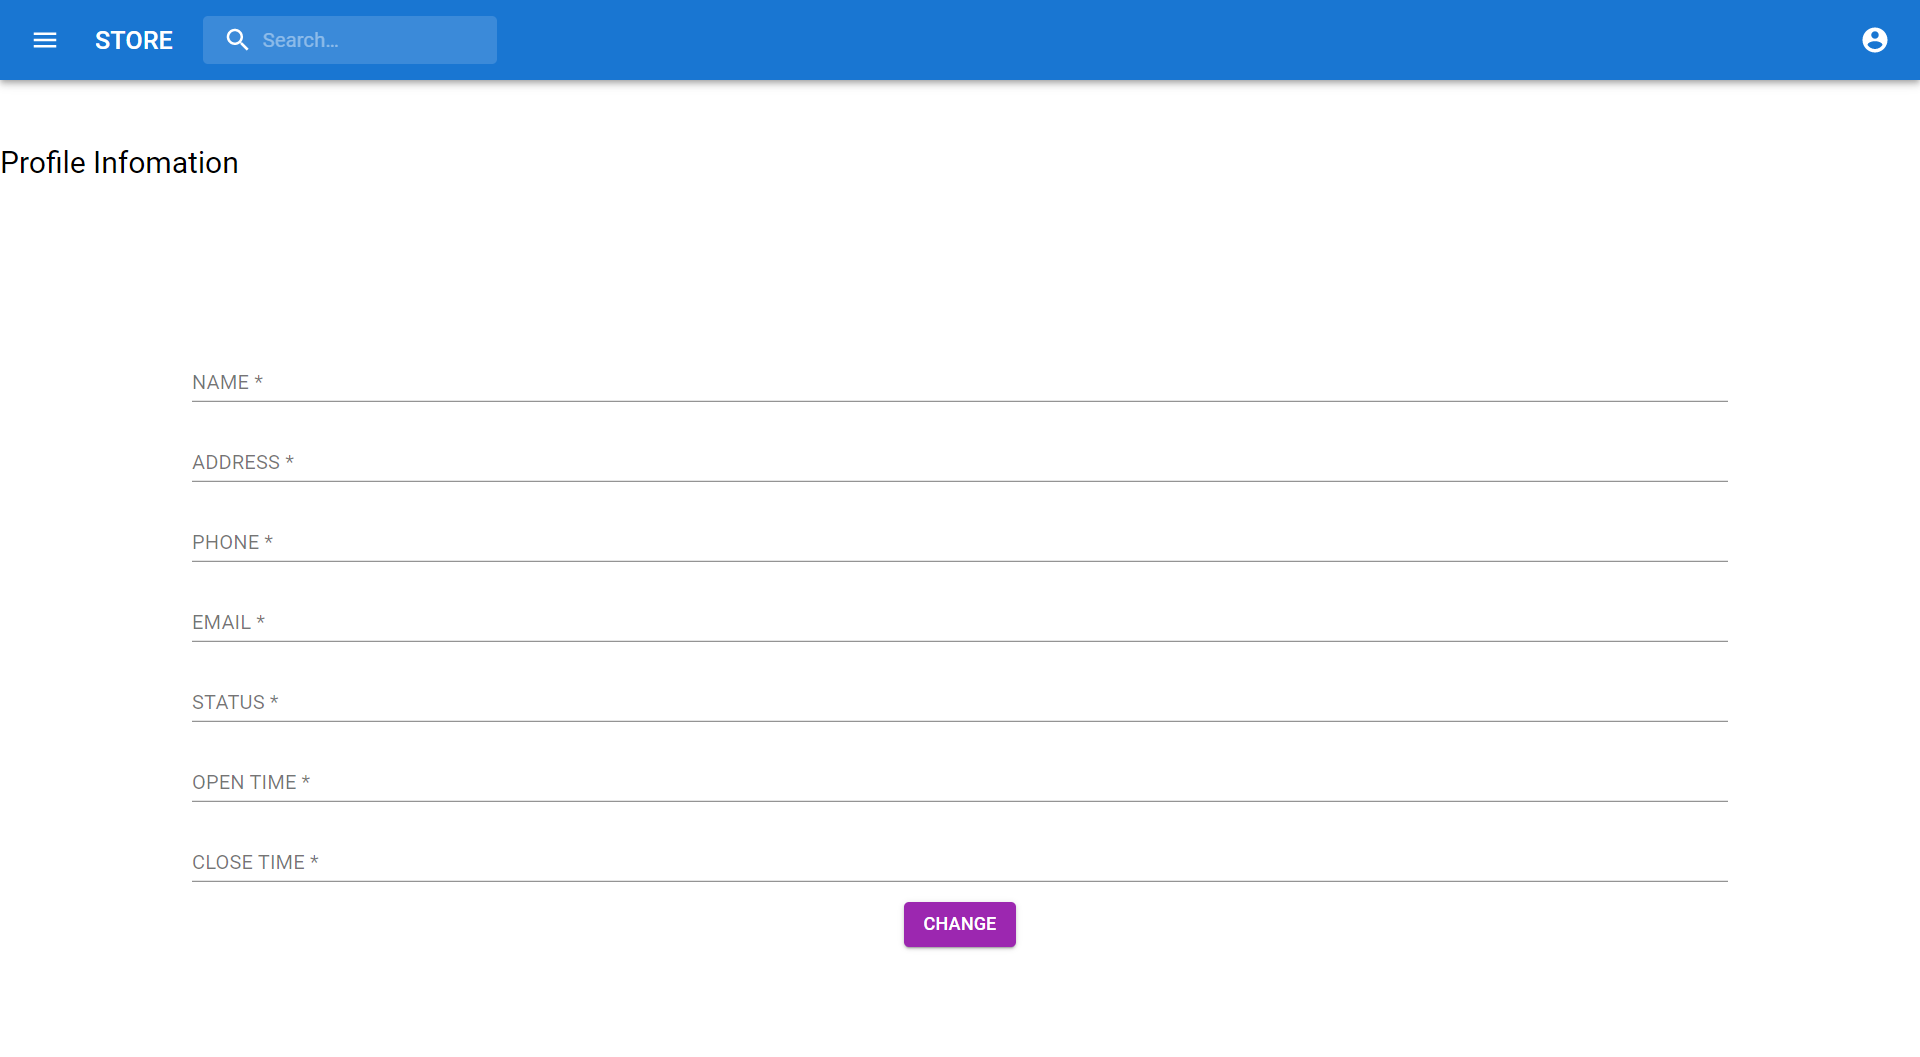 STORE
Search...
Profile Infomation
NAME *
ADDRESS *
PHONE *
EMAIL *
STATUS *
OPEN TIME *
CLOSE TIME *
CHANGE